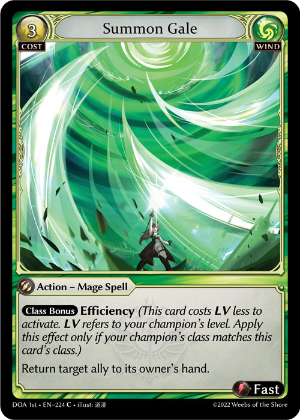 3
Summon Gale
COST
WIND
Action – Mage Spell
Class Bonus Efficiency (This card costs LV less to
activate. LV refers to your champion's level. Apply
this effect only if your champion's class matches this
card's class.)
Return target ally to its owner's hand.
Fast
DOA 1st • EN-224 C • illust: 道漫
©2022 Weebs of the Shore